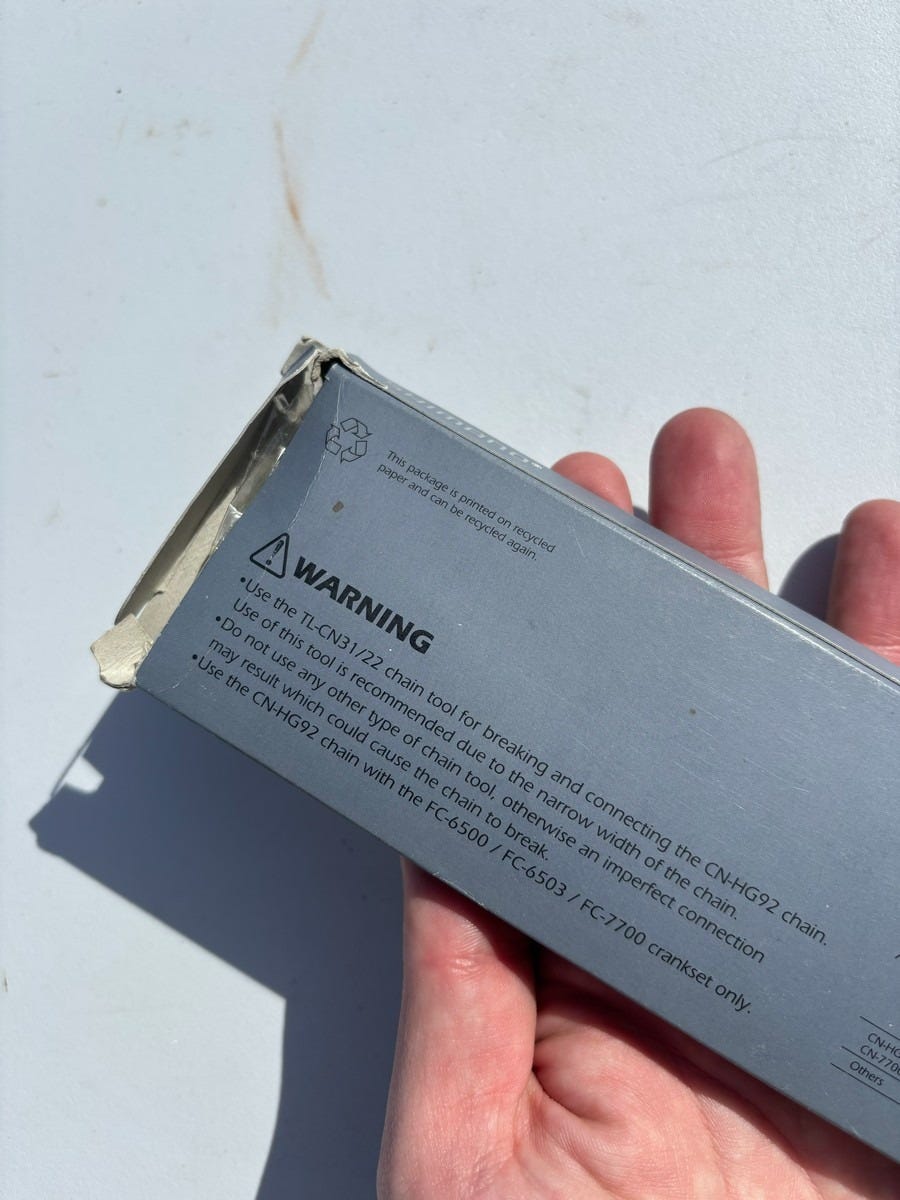 This package is printed on recycled
paper and can be recycled again.
WARNING
•Use the TL-CN31/22 chain tool for breaking and connecting the CN-HG92 chain.
Use of this tool is recommended due to the narrow width of the chain.
•Do not use any other type of chain tool, otherwise an imperfect connection
may result which could cause the chain to break.
•Use the CN-HG92 chain with the FC-6500 / FC-6503 / FC-7700 crankset only.
CN-HG
CN-770
Others